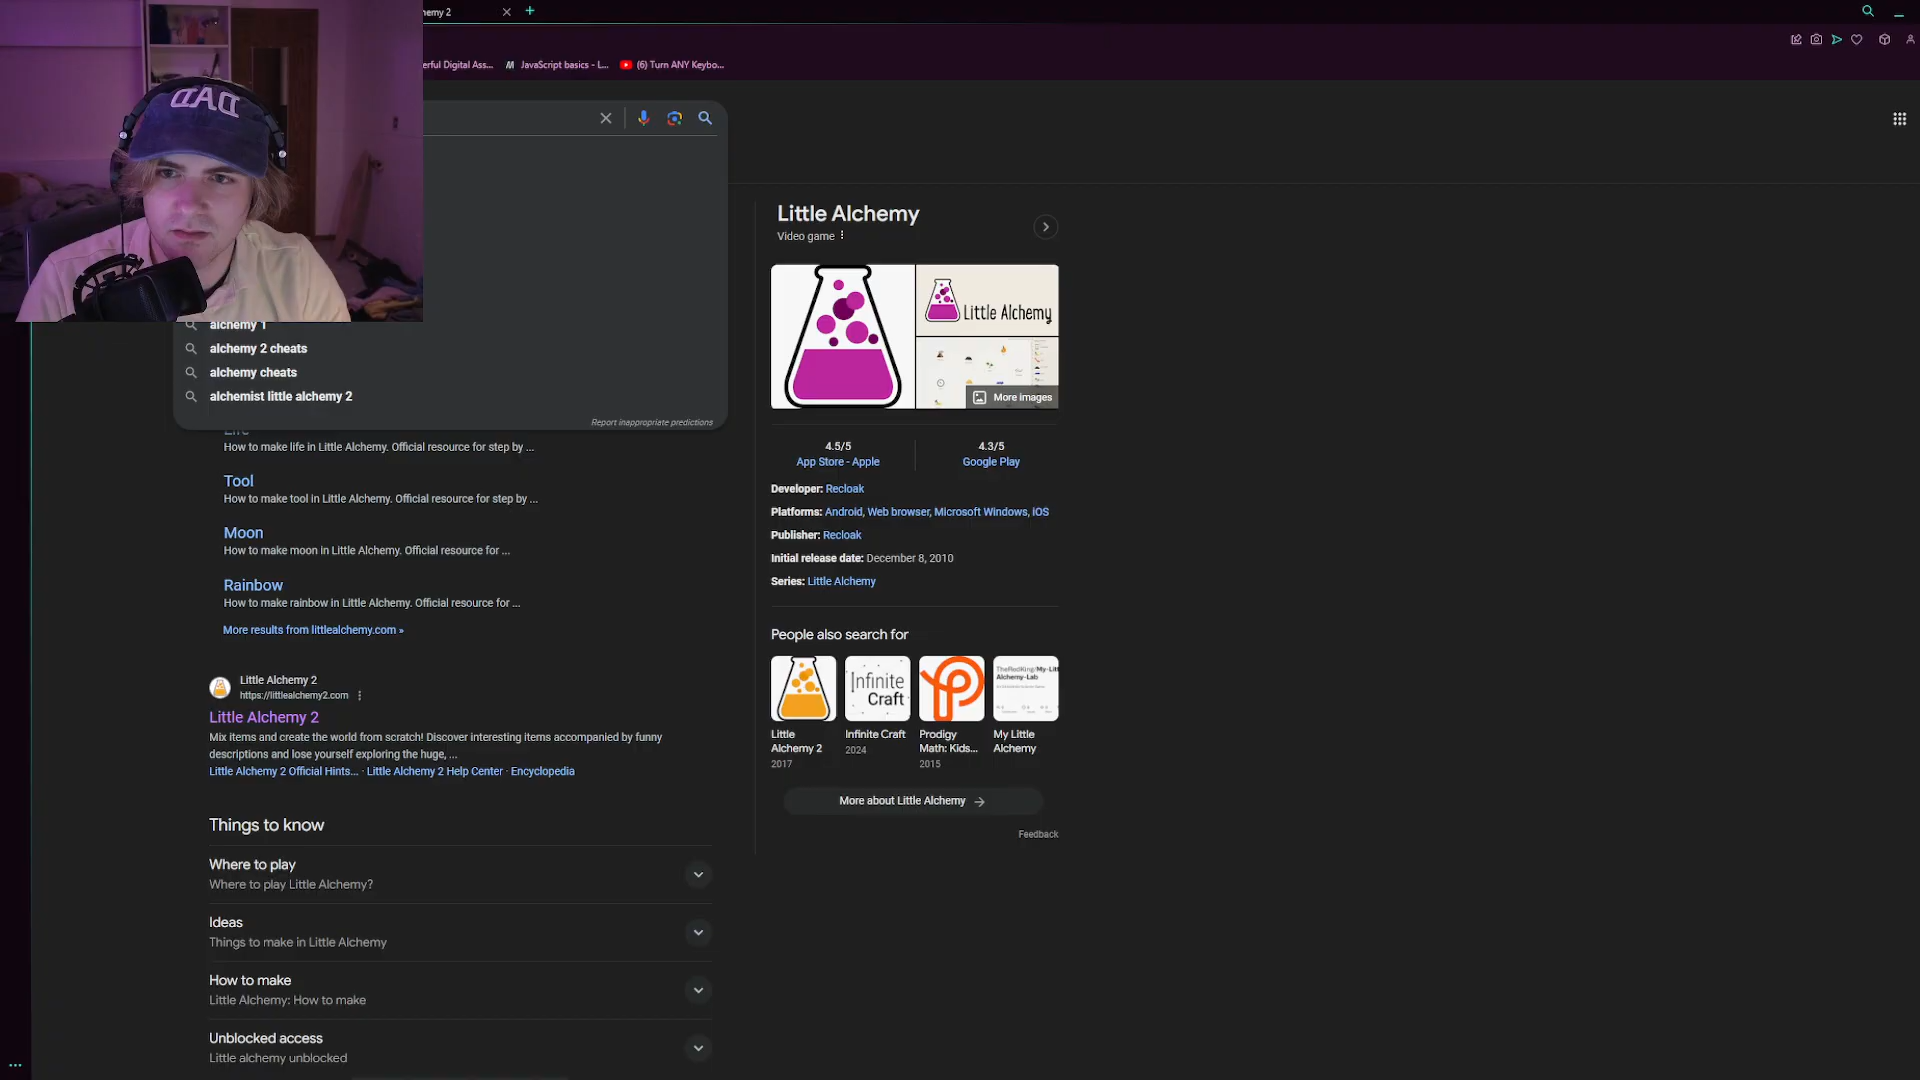 hemy 2
erful Digital Ass...
JavaScript basics - L...
(6) Turn ANY Keybo...
DAD
alchemy 1
alchemy 2 cheats
alchemy cheats
alchemist little alchemy 2
Report inappropriate predictions
Life
How to make life in Little Alchemy. Official resource for step by ...
Tool
How to make tool in Little Alchemy. Official resource for step by ...
Moon
How to make moon in Little Alchemy. Official resource for ...
Rainbow
How to make rainbow in Little Alchemy. Official resource for ...
More results from littlealchemy.com »
Little Alchemy 2
https://littlealchemy2.com
Little Alchemy 2
Mix items and create the world from scratch! Discover interesting items accompanied by funny
descriptions and lose yourself exploring the huge, ...
Little Alchemy 2 Official Hints... · Little Alchemy 2 Help Center · Encyclopedia
Things to know
Where to play
Where to play Little Alchemy?
Ideas
Things to make in Little Alchemy
How to make
Little Alchemy: How to make
Unblocked access
Little alchemy unblocked
Little Alchemy
Video game
Little Alchemy
More images
4.5/5
App Store - Apple
4.3/5
Google Play
Developer: Recloak
Platforms: Android, Web browser, Microsoft Windows, iOS
Publisher: Recloak
Initial release date: December 8, 2010
Series: Little Alchemy
People also search for
Infinite
Craft
TheRedKing/My-Litt
Alchemy-Lab
Little
Alchemy 2
2017
Infinite Craft
2024
Prodigy
Math: Kids...
2015
My Little
Alchemy
More about Little Alchemy
Feedback